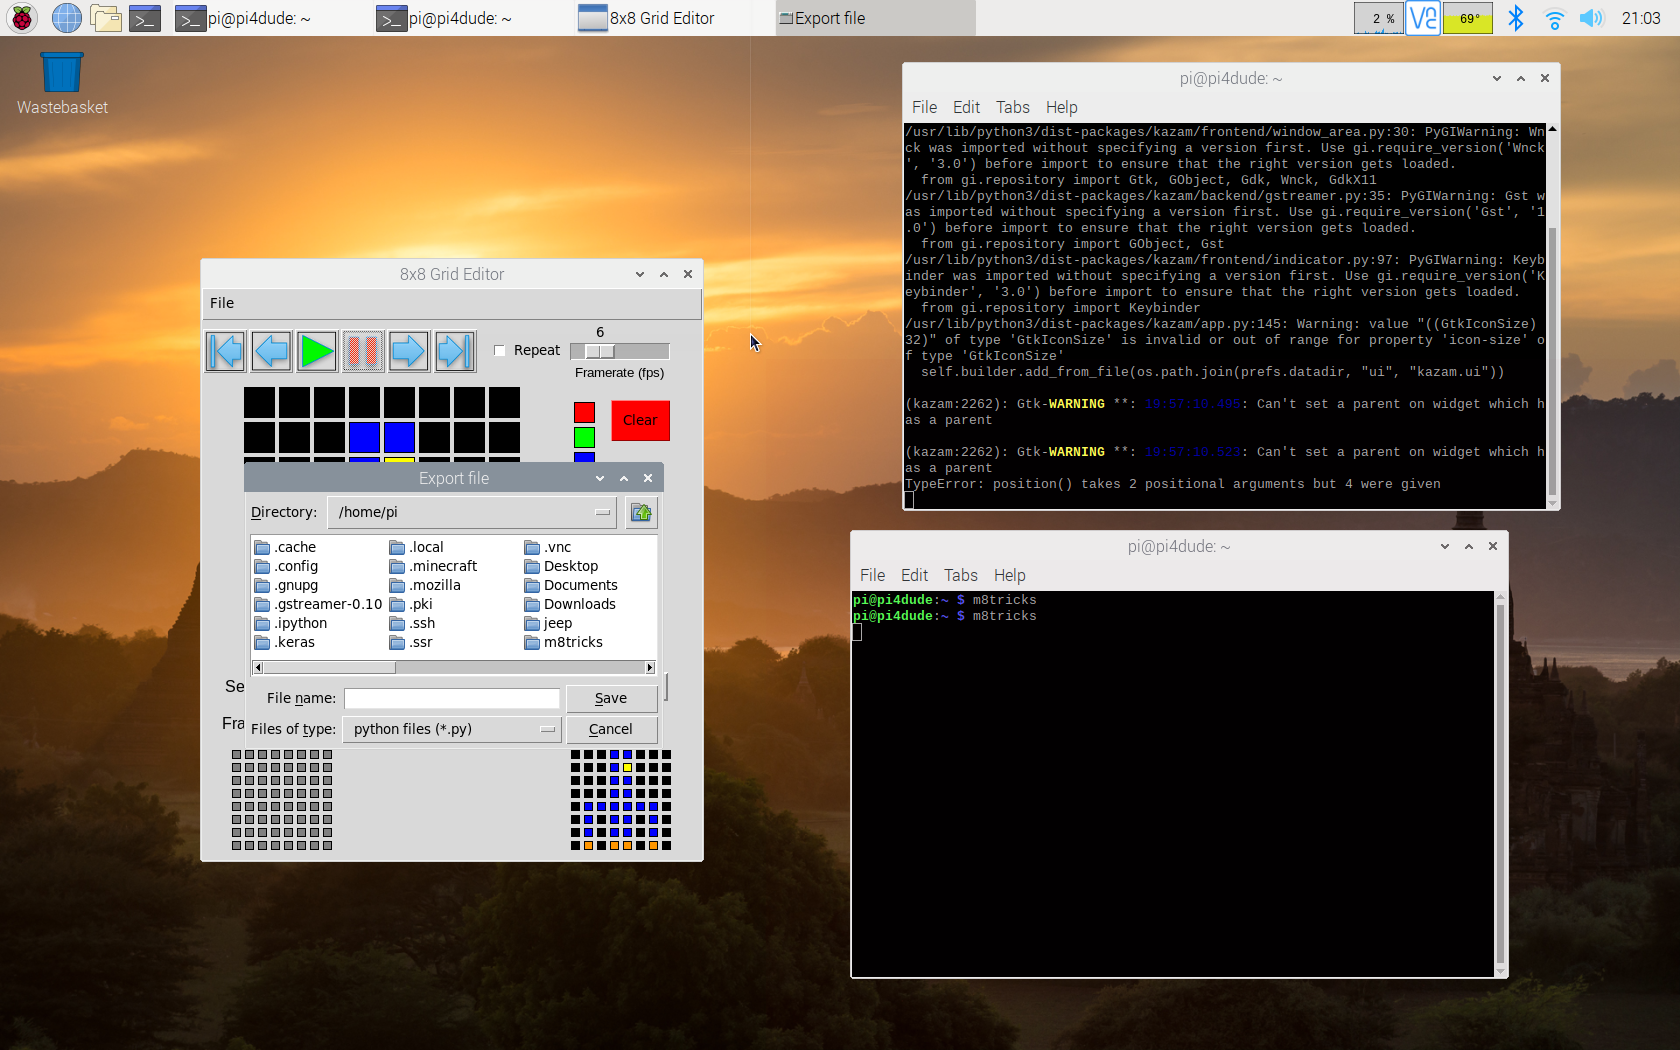 pi@pi4dude: ~
pi@pi4dude: ~
8x8 Grid Editor
Export file
2 %
69°
21:03
Wastebasket
pi@pi4dude: ~
File Edit Tabs Help
/usr/lib/python3/dist-packages/kazam/frontend/window_area.py:30: PyGIWarning: Wn
ck was imported without specifying a version first. Use gi.require_version('Wnck
', '3.0') before import to ensure that the right version gets loaded.
from gi.repository import Gtk, GObject, Gdk, Wnck, GdkX11
/usr/lib/python3/dist-packages/kazam/backend/gstreamer.py:35: PyGIWarning: Gst w
as imported without specifying a version first. Use gi.require_version('Gst', '1
.0') before import to ensure that the right version gets loaded.
from gi.repository import GObject, Gst
/usr/lib/python3/dist-packages/kazam/frontend/indicator.py:97: PyGIWarning: Keyb
inder was imported without specifying a version first. Use gi.require_version('K
eybinder', '3.0') before import to ensure that the right version gets loaded.
from gi.repository import Keybinder
/usr/lib/python3/dist-packages/kazam/app.py:145: Warning: value "((GtkIconSize)
32)" of type 'GtkIconSize' is invalid or out of range for property 'icon-size' o
f type 'GtkIconSize'
self.builder.add_from_file(os.path.join(prefs.datadir, "ui", "kazam.ui"))
(kazam:2262): Gtk-WARNING **: 19:57:10.495: Can't set a parent on widget which h
as a parent
(kazam:2262): Gtk-WARNING **: 19:57:10.523: Can't set a parent on widget which h
as a parent
TypeError: position() takes 2 positional arguments but 4 were given
8x8 Grid Editor
File
Repeat
6
Framerate (fps)
Clear
Export file
Directory: /home/pi
.cache .local .vnc
.config .minecraft Desktop
.gnupg .mozilla Documents
.gstreamer-0.10 .pki Downloads
.ipython .ssh jeep
.keras .ssr m8tricks
Se
File name: Save
Fra
Files of type: python files (*.py) Cancel
pi@pi4dude: ~
File Edit Tabs Help
pi@pi4dude:~ $ m8tricks
pi@pi4dude:~ $ m8tricks